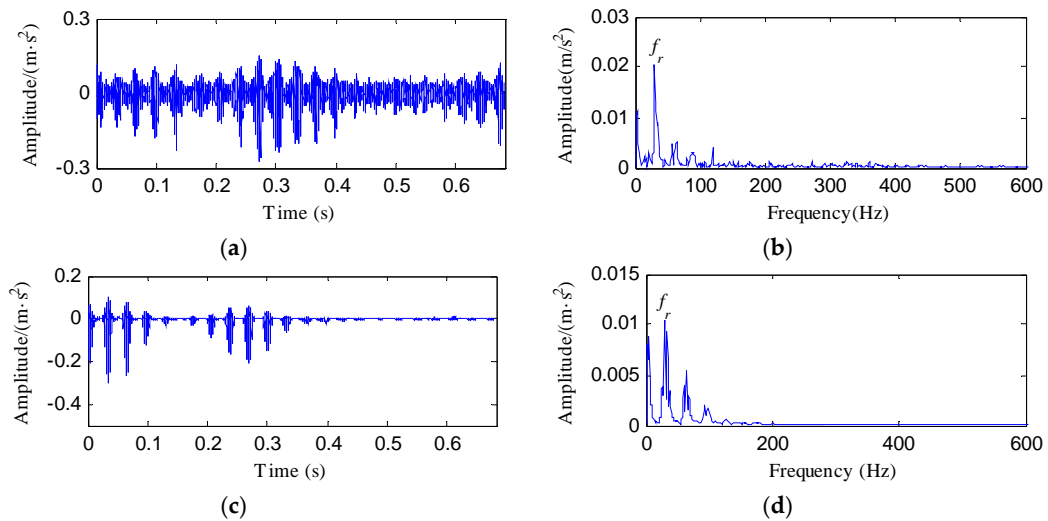 Amplitude/(m·s²)
0.3
0
-0.3
0 0.1 0.2 0.3 0.4 0.5 0.6
Time (s)
(a)
Amplitude(m/s²)
0.03
0.02
0.01
0
f_r
0 100 200 300 400 500 600
Frequency(Hz)
(b)
Amplitude/(m·s²)
0.2
0
-0.2
-0.4
0 0.1 0.2 0.3 0.4 0.5 0.6
Time (s)
(c)
Amplitude/(m·s²)
0.015
0.01
0.005
0
f_r
0 200 400 600
Frequency (Hz)
(d)